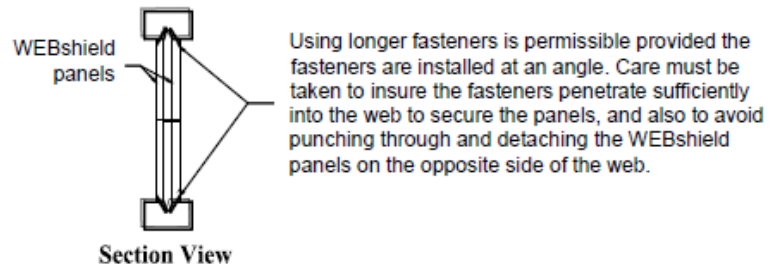 WEBshield
panels
Using longer fasteners is permissible provided the
fasteners are installed at an angle. Care must be
taken to insure the fasteners penetrate sufficiently
into the web to secure the panels, and also to avoid
punching through and detaching the WEBshield
panels on the opposite side of the web.
Section View